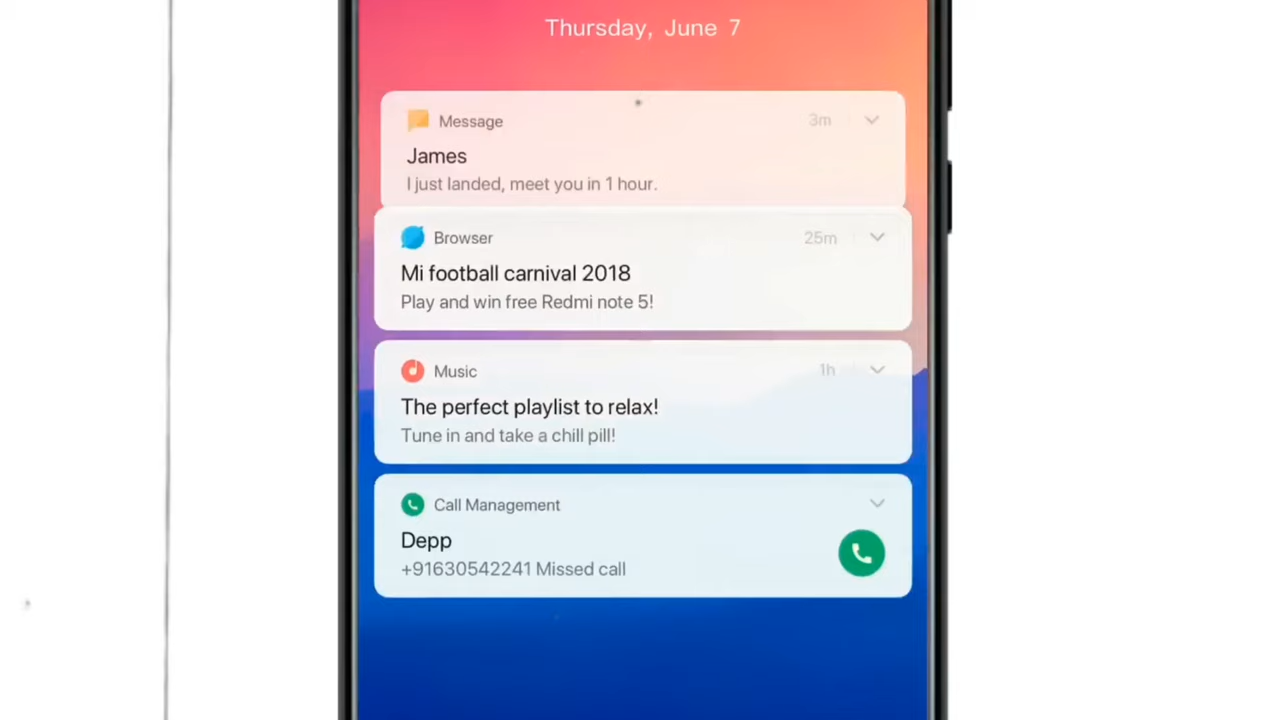 Thursday, June 7
Message 3m
James
I just landed, meet you in 1 hour.
Browser 25m
Mi football carnival 2018
Play and win free Redmi note 5!
Music 1h
The perfect playlist to relax!
Tune in and take a chill pill!
Call Management
Depp
+91630542241 Missed call